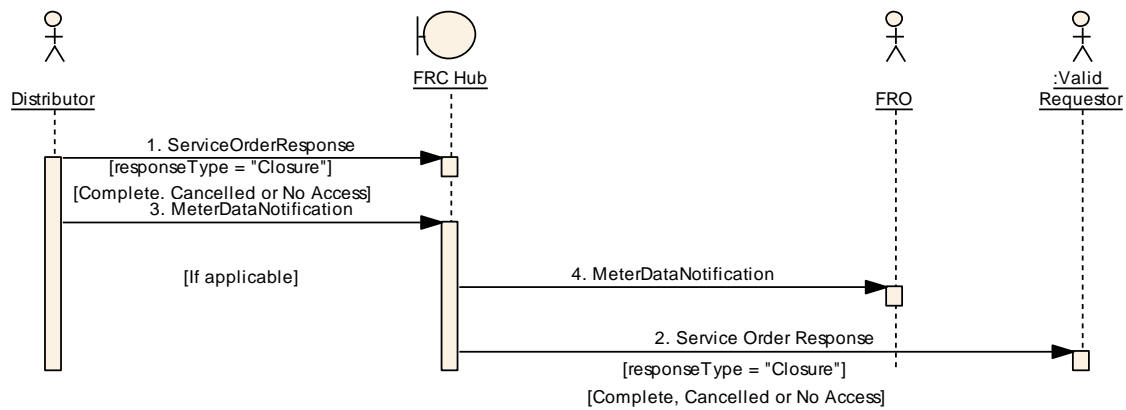 FRC Hub
:Valid
Distributor
FRO
Requestor
1. ServiceOrderResponse
[responseType = "Closure"]
[Complete. Cancelled or No Access]
3. MeterDataNotification
[If applicable]
4. MeterDataNotification
2. Service Order Response
[responseType = "Closure"]
[Complete, Cancelled or No Access]